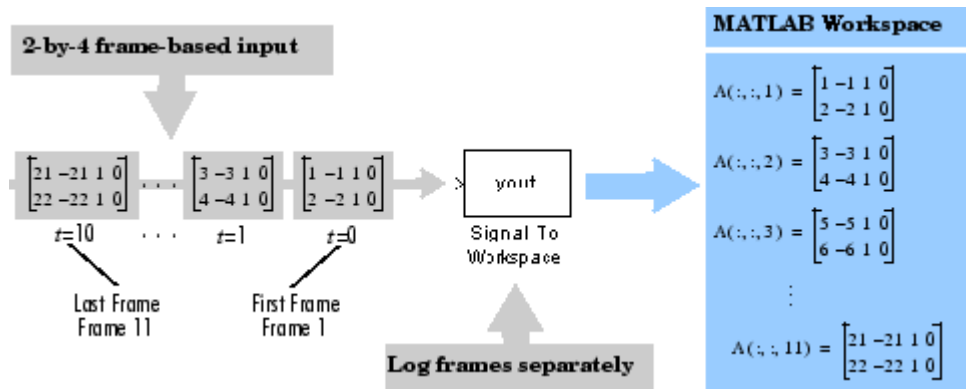 2-by-4 frame-based input
[21 -21 1 0
22 -22 1 0]
. . .
[3 -3 1 0
4 -4 1 0]
[1 -1 1 0
2 -2 1 0]
t=10
. . .
t=1
t=0
Last Frame
Frame 11
First Frame
Frame 1
yout
Signal To
Workspace
Log frames separately
MATLAB Workspace
A(:,:,1) = [1 -1 1 0
2 -2 1 0]
A(:,:,2) = [3 -3 1 0
4 -4 1 0]
A(:,:,3) = [5 -5 1 0
6 -6 1 0]
⋮
A(:,:,11) = [21 -21 1 0
22 -22 1 0]